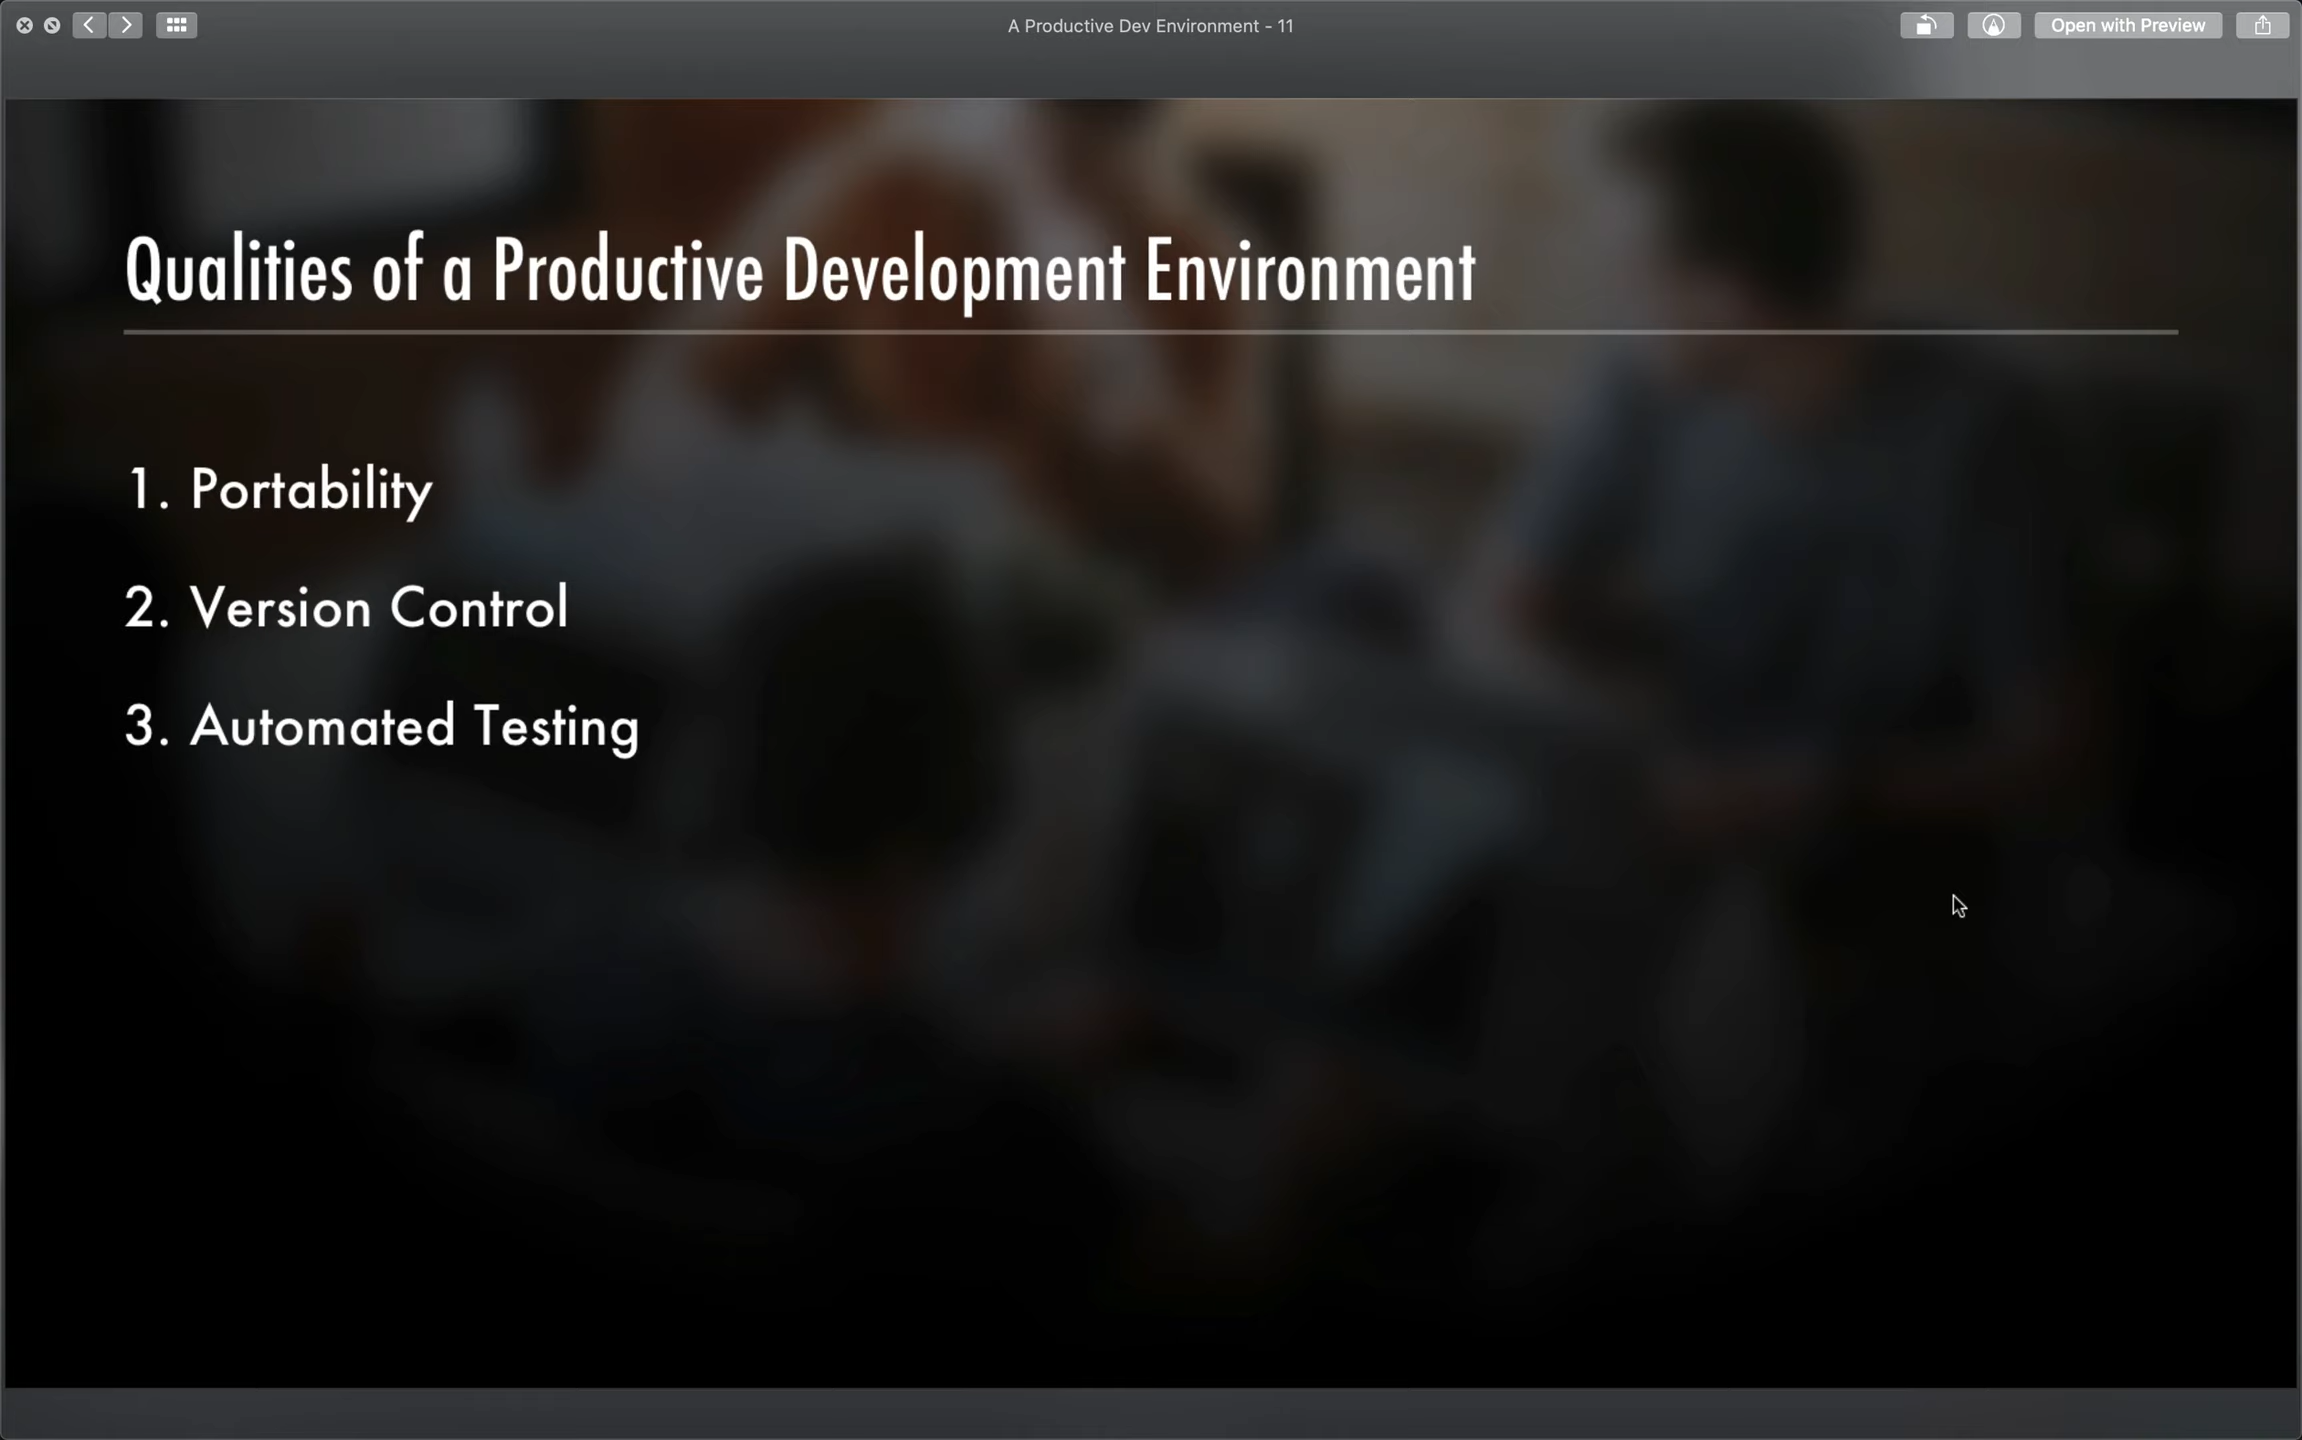 A Productive Dev Environment - 11
Open with Preview
Qualities of a Productive Development Environment
1. Portability
2. Version Control
3. Automated Testing